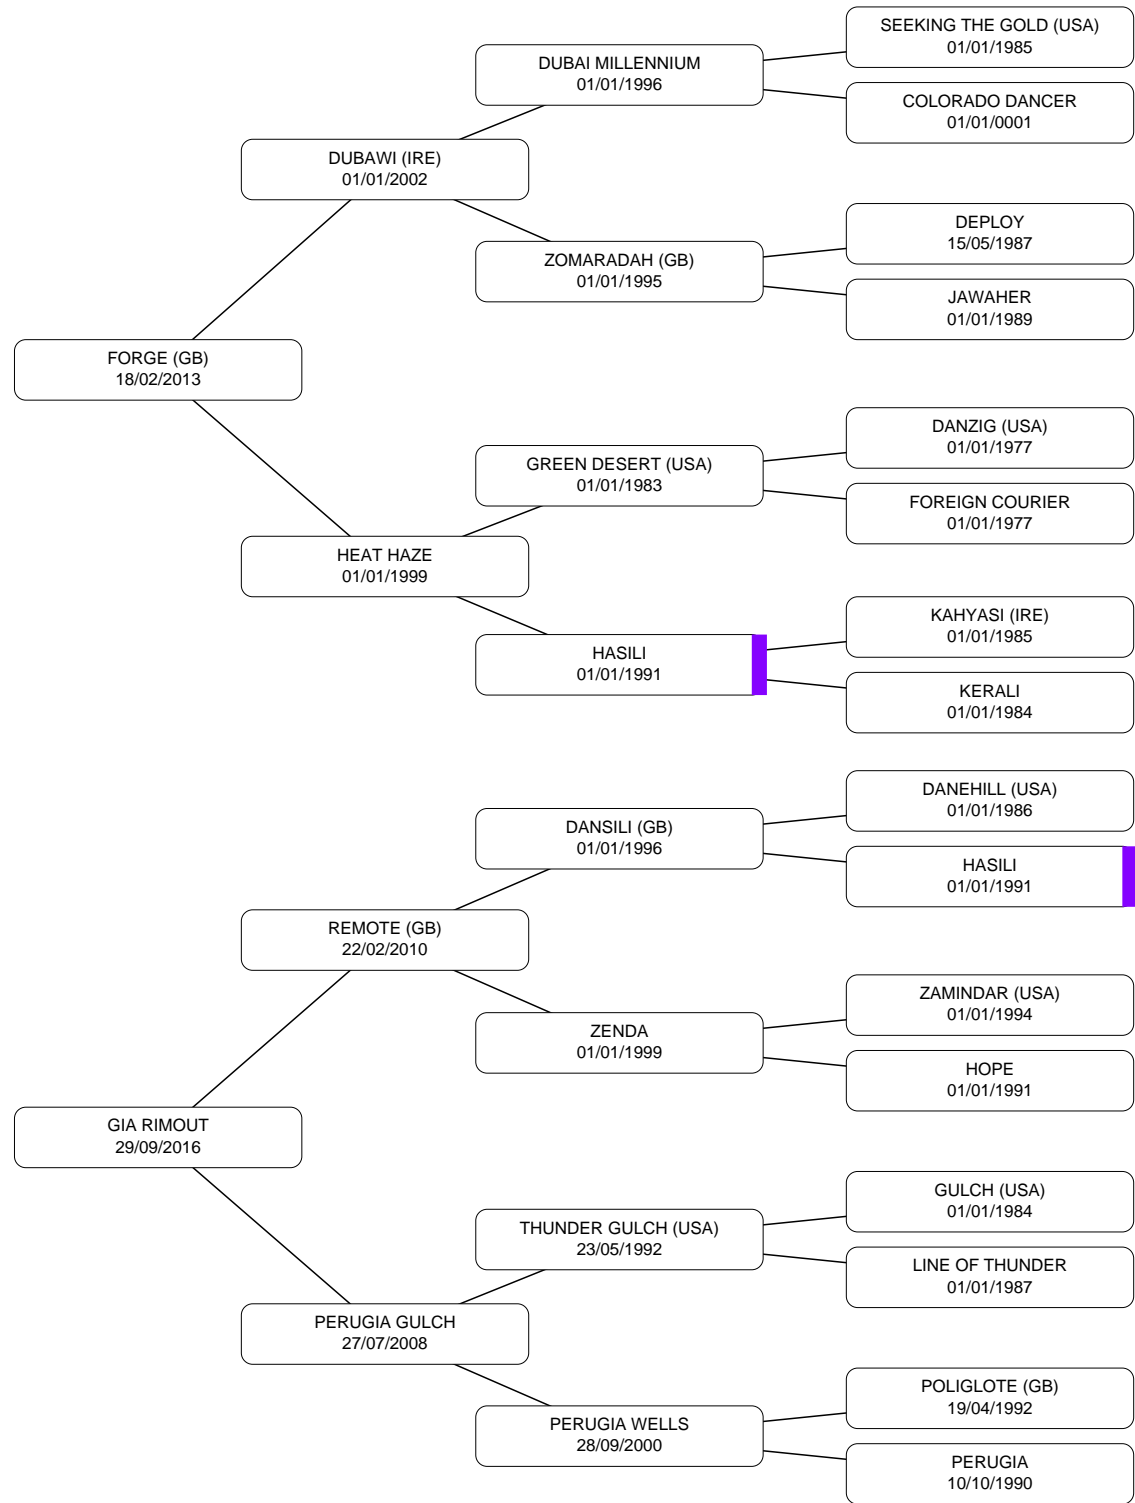 SEEKING THE GOLD (USA)
01/01/1985
DUBAI MILLENNIUM
01/01/1996
COLORADO DANCER
01/01/0001
DUBAWI (IRE)
01/01/2002
DEPLOY
15/05/1987
ZOMARADAH (GB)
01/01/1995
JAWAHER
01/01/1989
FORGE (GB)
18/02/2013
DANZIG (USA)
01/01/1977
GREEN DESERT (USA)
01/01/1983
FOREIGN COURIER
01/01/1977
HEAT HAZE
01/01/1999
KAHYASI (IRE)
01/01/1985
HASILI
01/01/1991
KERALI
01/01/1984
DANEHILL (USA)
01/01/1986
DANSILI (GB)
01/01/1996
HASILI
01/01/1991
REMOTE (GB)
22/02/2010
ZAMINDAR (USA)
01/01/1994
ZENDA
01/01/1999
HOPE
01/01/1991
GIA RIMOUT
29/09/2016
GULCH (USA)
01/01/1984
THUNDER GULCH (USA)
23/05/1992
LINE OF THUNDER
01/01/1987
PERUGIA GULCH
27/07/2008
POLIGLOTE (GB)
19/04/1992
PERUGIA WELLS
28/09/2000
PERUGIA
10/10/1990